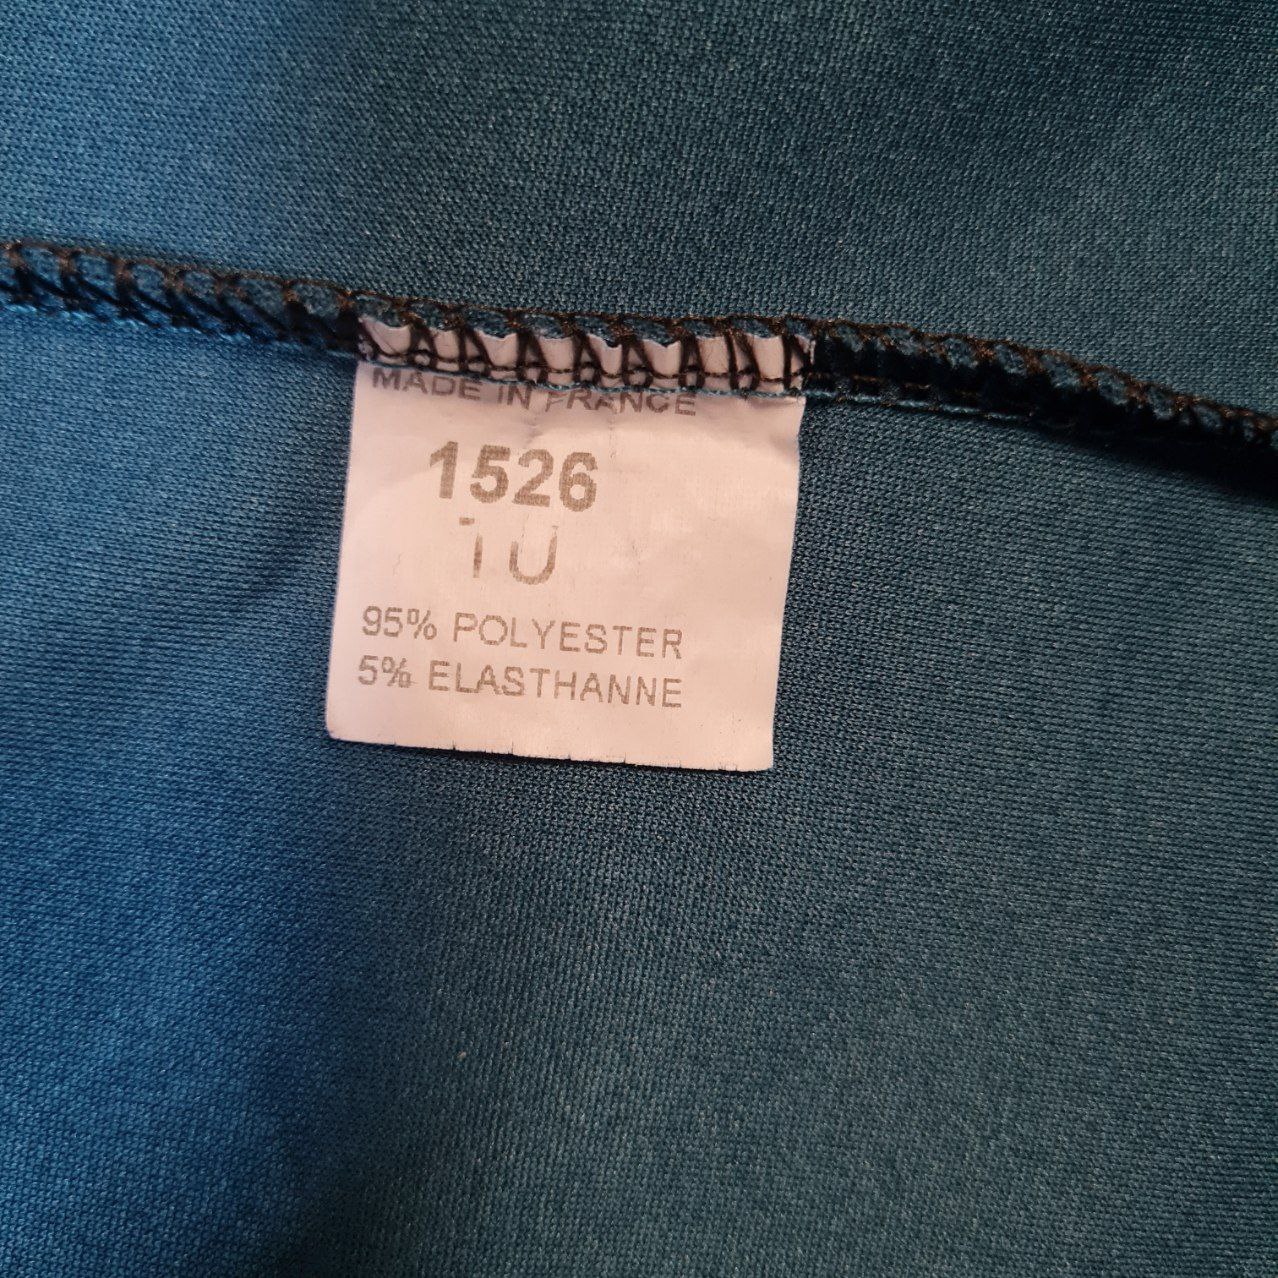 MADE IN FRANCE
1526
TU
95% POLYESTER
5% ELASTHANNE